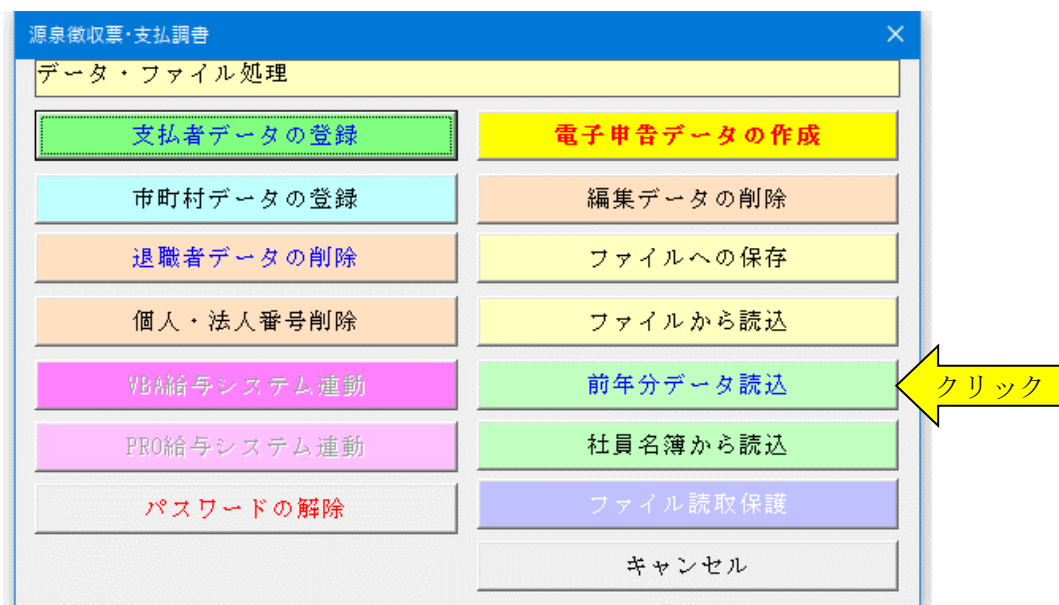 源泉徴収票・支払調書
データ・ファイル処理
支払者データの登録
電子申告データの作成
市町村データの登録
編集データの削除
退職者データの削除
ファイルへの保存
個人・法人番号削除
ファイルから読込
VBA給与システム連動
前年分データ読込
クリック
PRO給与システム連動
社員名簿から読込
パスワードの解除
ファイル読取保護
キャンセル